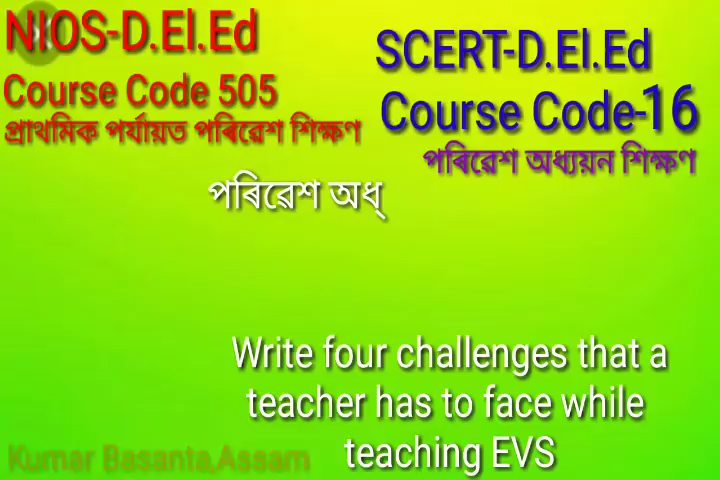 NIOS-D.El.Ed
Course Code 505
প্ৰাথমিক পৰ্যায়ত পৰিৱেশ শিক্ষণ
SCERT-D.El.Ed
Course Code-16
পৰিৱেশ অধ্যয়ন শিক্ষণ
পৰিৱেশ অধ্
Write four challenges that a
teacher has to face while
teaching EVS
Kumar Basanta,Assam